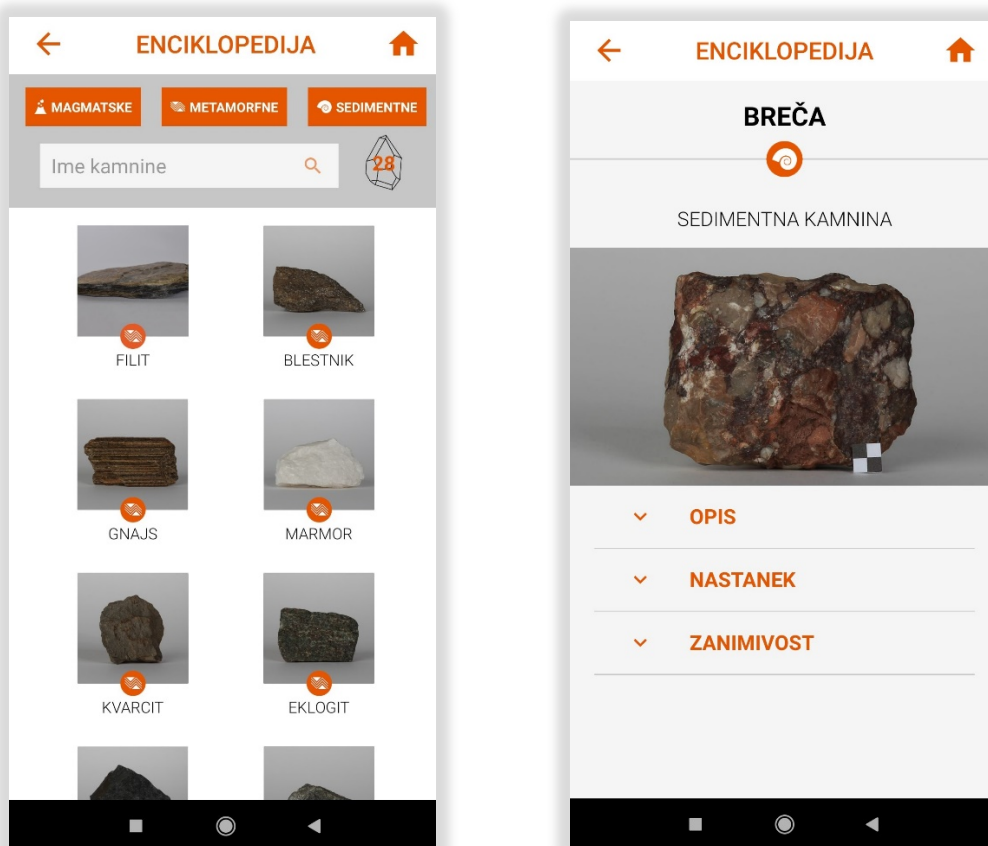 ENCIKLOPEDIJA
MAGMATSKE METAMORFNE SEDIMENTNE
Ime kamnine 28
FILIT BLESTNIK
GNAJS MARMOR
KVARCIT EKLOGIT
ENCIKLOPEDIJA
BREČA
SEDIMENTNA KAMNINA
OPIS
NASTANEK
ZANIMIVOST